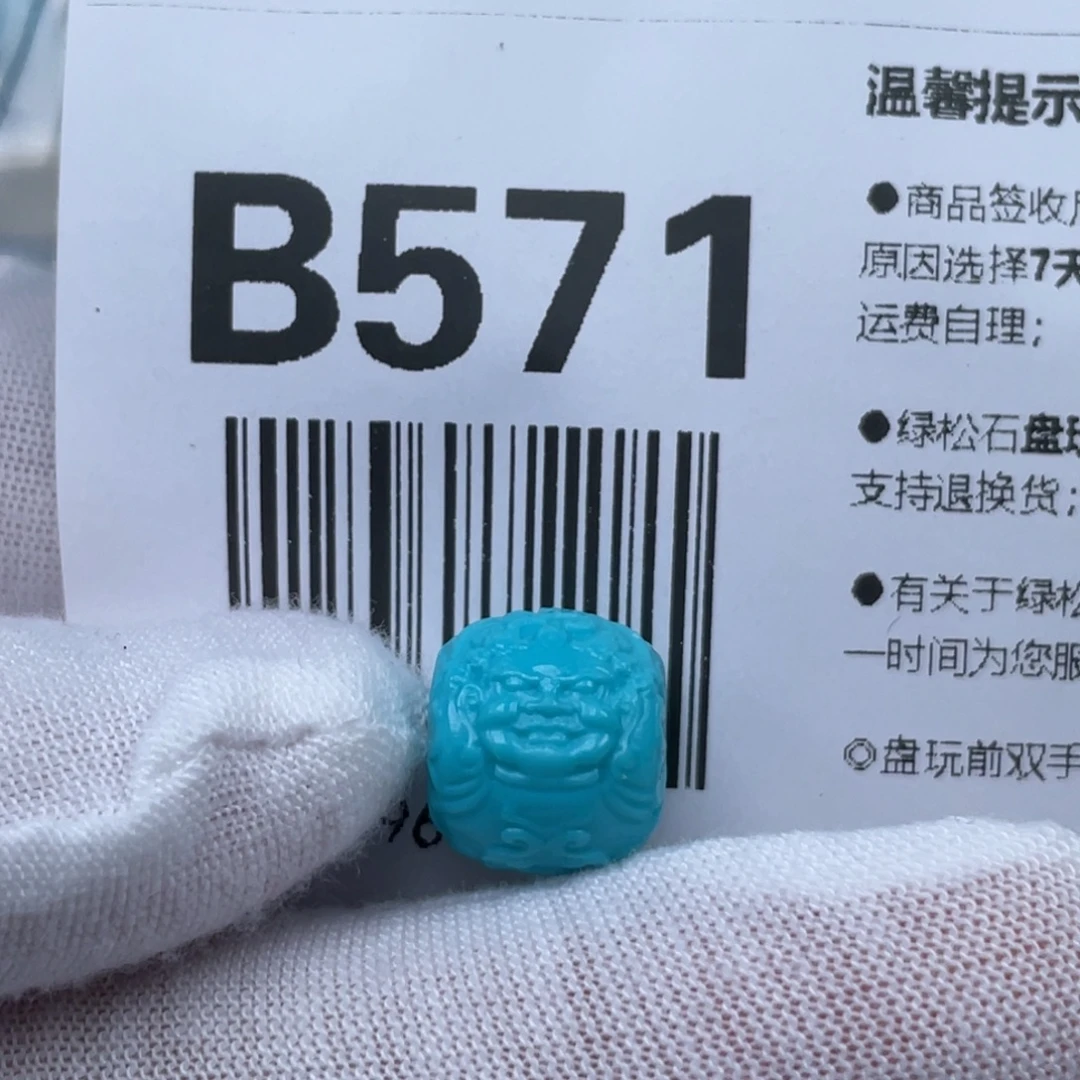 B571
96
温馨提示
●商品签收
原因选择7天
运费自理；
●绿松石盘
支持退换货；
●有关于绿松
一时间为您服
◎盘玩前双手